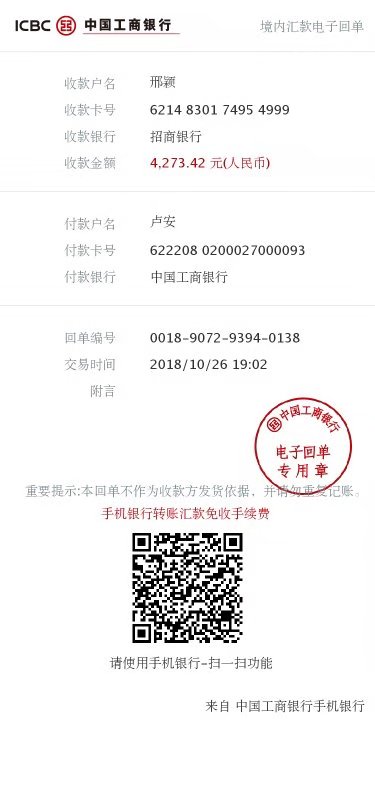 ICBC 中国工商银行 境内汇款电子回单
收款户名 邢颖
收款卡号 6214 8301 7495 4999
收款银行 招商银行
收款金额 4,273.42 元(人民币)
付款户名 卢安
付款卡号 622208 0200027000093
付款银行 中国工商银行
回单编号 0018-9072-9394-0138
交易时间 2018/10/26 19:02
附言
中国工商银行
电子回单
专用章
重要提示:本回单不作为收款方发货依据，并请勿重复记账。
手机银行转账汇款免收手续费
请使用手机银行-扫一扫功能
来自 中国工商银行手机银行